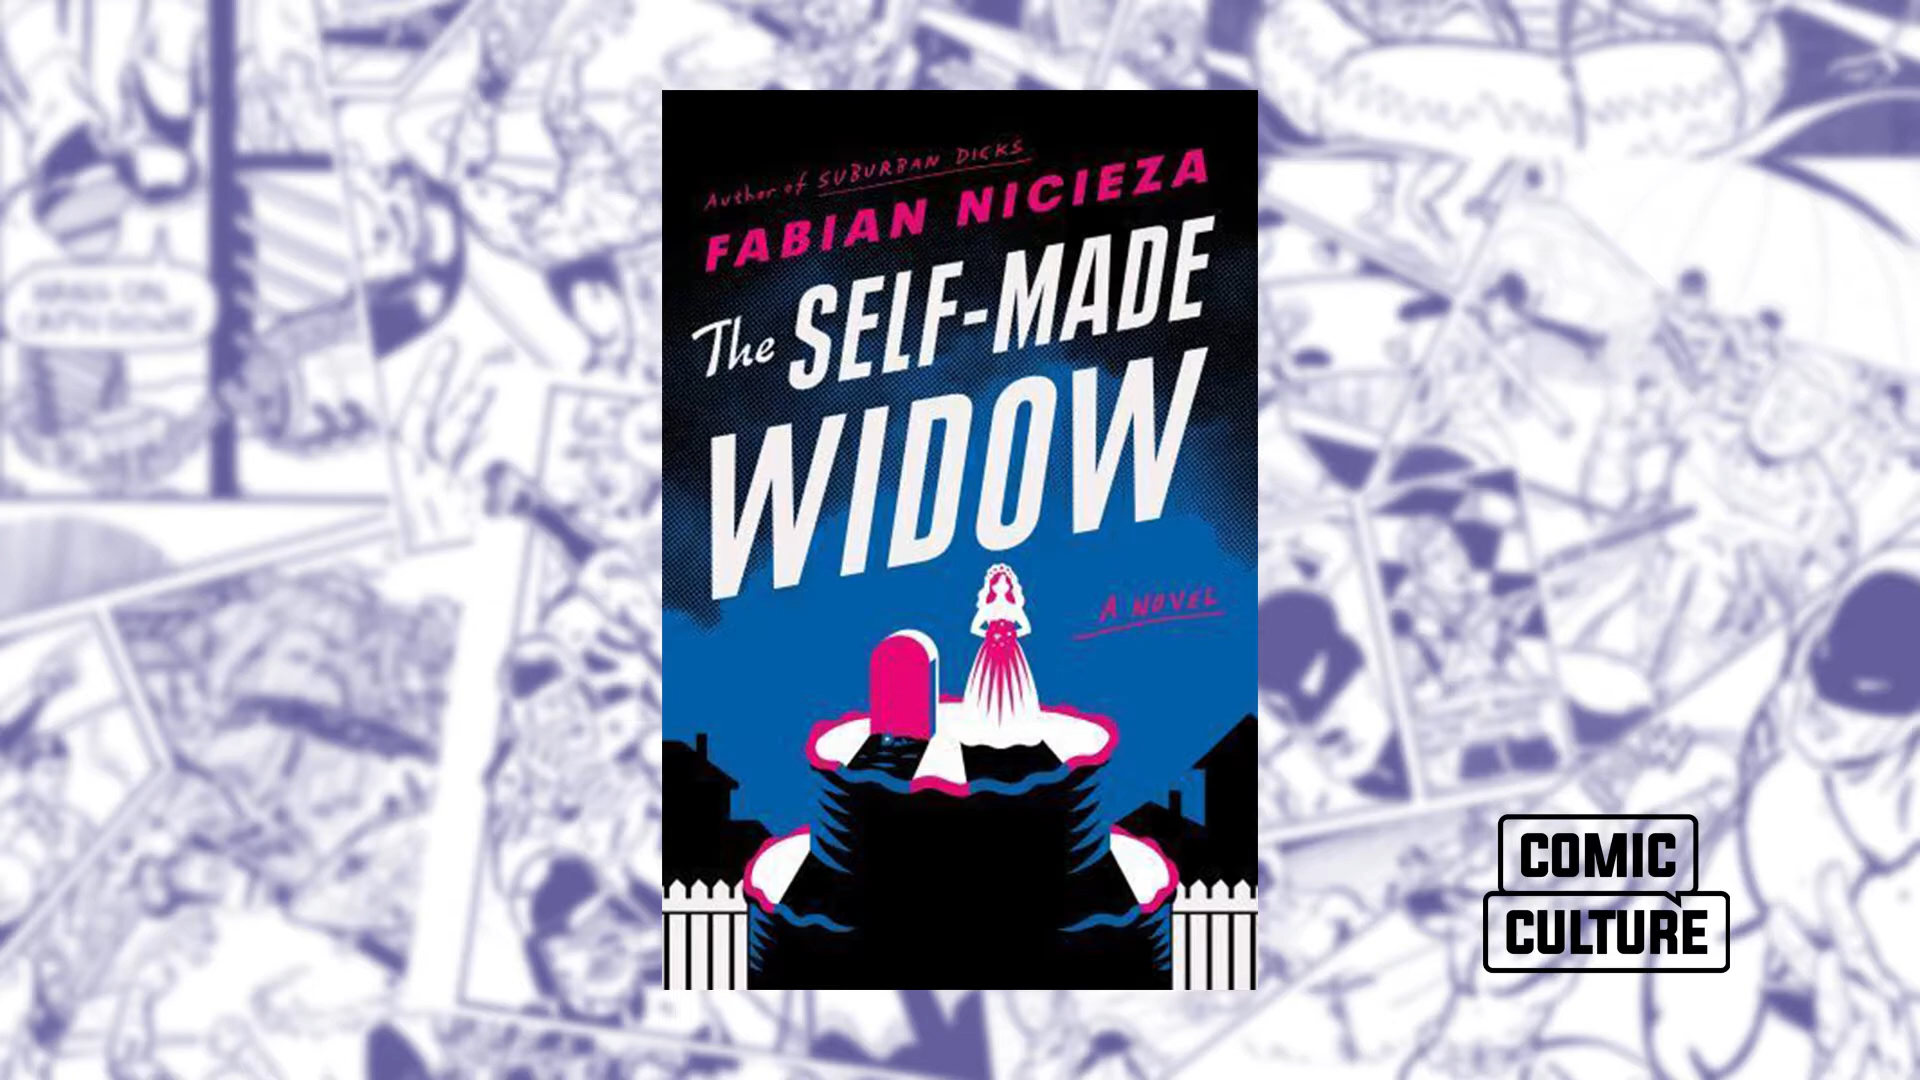 Author of SUBURBAN DICKS
FABIAN NICIEZA
The SELF-MADE
WIDOW
A NOVEL
COMIC
CULTURE